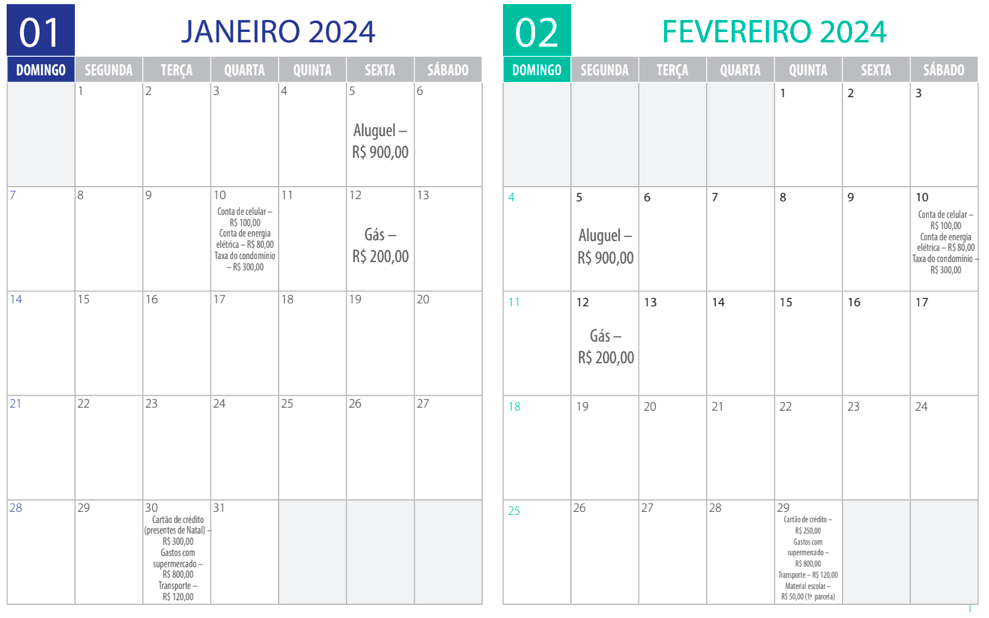 01
JANEIRO 2024
DOMINGO SEGUNDA TERÇA QUARTA QUINTA SEXTA SÁBADO
1 2 3 4 5 6
Aluguel –
R$ 900,00
7 8 9 10 11 12 13
Conta de celular –
R$ 100,00
Conta de energia
elétrica – R$ 80,00
Taxa do condomínio
– R$ 300,00
Gás –
R$ 200,00
14 15 16 17 18 19 20
21 22 23 24 25 26 27
28 29 30 31
Cartão de crédito
(presentes de Natal) –
R$ 300,00
Gastos com
supermercado –
R$ 800,00
Transporte –
R$ 120,00
02
FEVEREIRO 2024
DOMINGO SEGUNDA TERÇA QUARTA QUINTA SEXTA SÁBADO
1 2 3
4 5 6 7 8 9 10
Aluguel –
R$ 900,00
Conta de celular –
R$ 100,00
Conta de energia
elétrica – R$ 80,00
Taxa do condomínio –
R$ 300,00
11 12 13 14 15 16 17
Gás –
R$ 200,00
18 19 20 21 22 23 24
25 26 27 28 29
Cartão de crédito –
R$ 250,00
Gastos com
supermercado –
R$ 800,00
Transporte – R$ 120,00
Material escolar –
R$ 50,00 (1ª parcela)